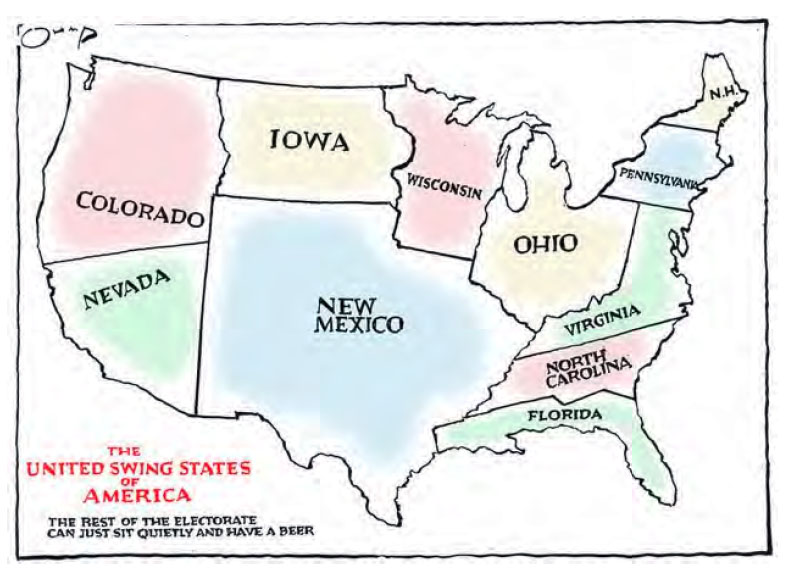 N.H.
IOWA
WISCONSIN
PENNSYLVANIA
COLORADO
OHIO
NEVADA
NEW
MEXICO
VIRGINIA
NORTH
CAROLINA
FLORIDA
THE
UNITED SWING STATES
OF
AMERICA
THE REST OF THE ELECTORATE
CAN JUST SIT QUIETLY AND HAVE A BEER